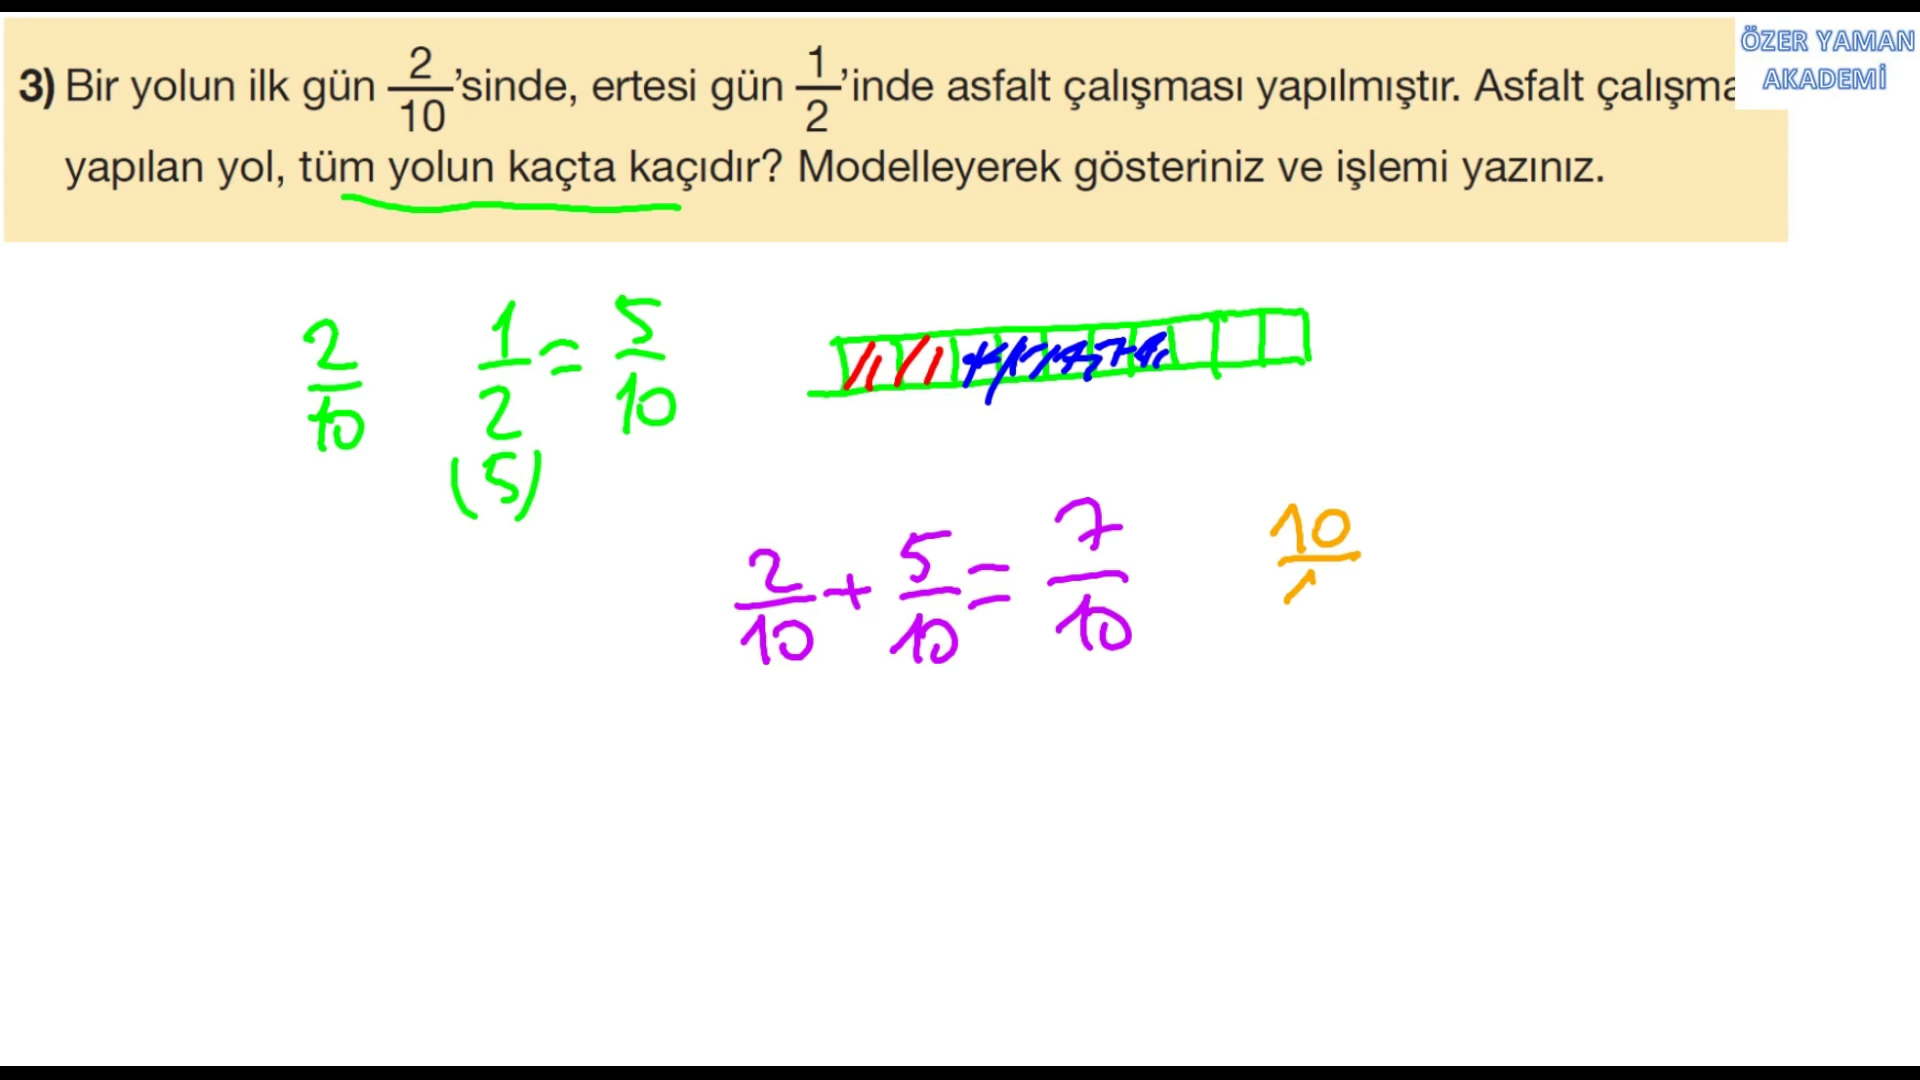 3) Bir yolun ilk gün 2/10'sinde, ertesi gün 1/2'inde asfalt çalışması yapılmıştır. Asfalt çalışma
yapılan yol, tüm yolun kaçta kaçıdır? Modelleyerek gösteriniz ve işlemi yazınız.
ÖZER YAMAN
AKADEMİ
2/10 1/2 = 5/10
(5)
2/10 + 5/10 = 7/10
10/1